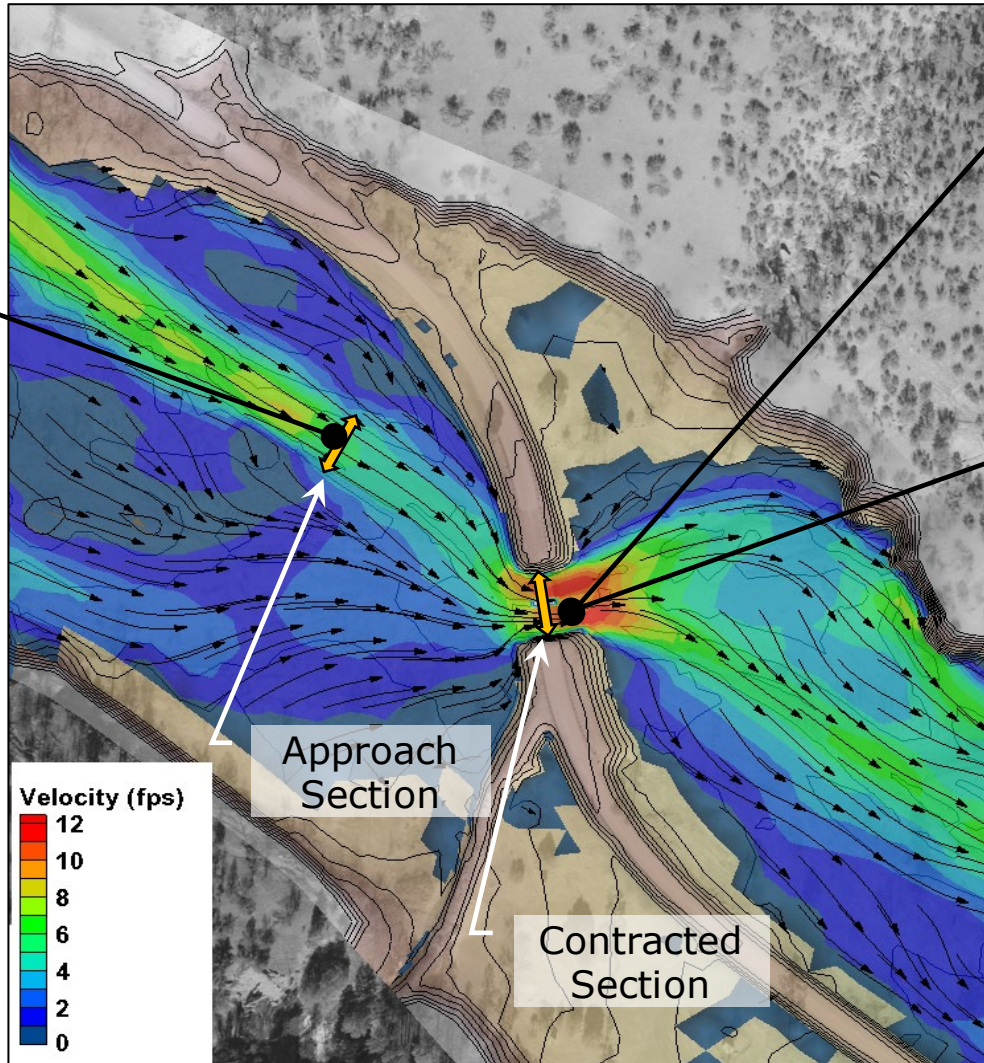 Approach
Section
Contracted
Section
Velocity (fps)
12
10
8
6
4
2
0